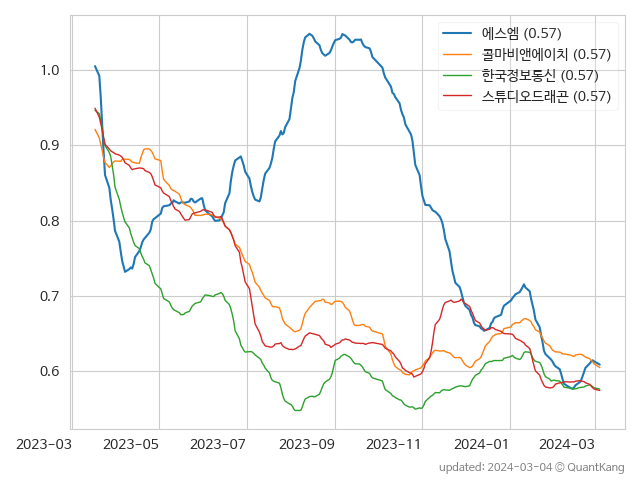 에스엠 (0.57)
콜마비앤에이치 (0.57)
한국정보통신 (0.57)
스튜디오드래곤 (0.57)
1.0
0.9
0.8
0.7
0.6
2023-03 2023-05 2023-07 2023-09 2023-11 2024-01 2024-03
updated: 2024-03-04 © QuantKang